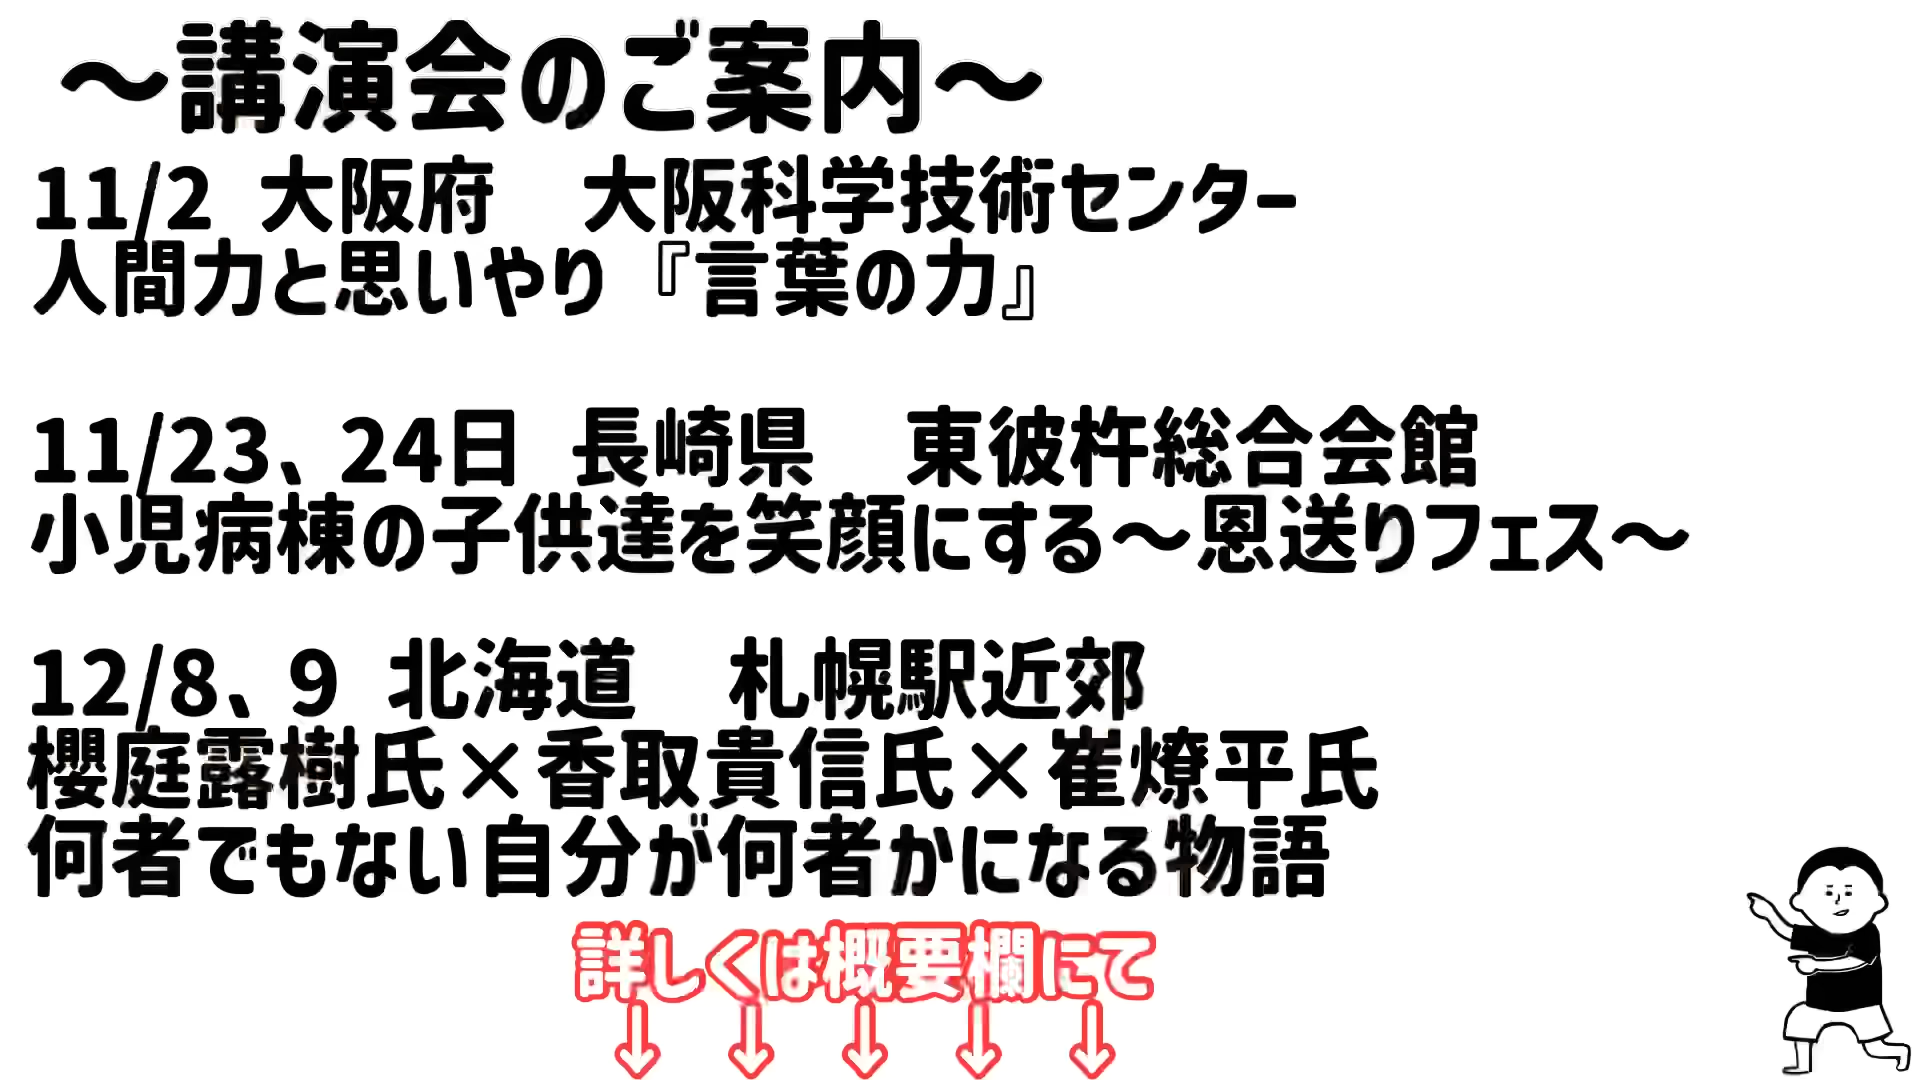 ～講演会のご案内～
11/2 大阪府　大阪科学技術センター
人間力と思いやり『言葉の力』
11/23、24日 長崎県　東彼杵総合会館
小児病棟の子供達を笑顔にする～恩送りフェス～
12/8、9 北海道　札幌駅近郊
櫻庭露樹氏×香取貴信氏×崔燎平氏
何者でもない自分が何者かになる物語
詳しくは概要欄にて
↓ ↓ ↓ ↓ ↓